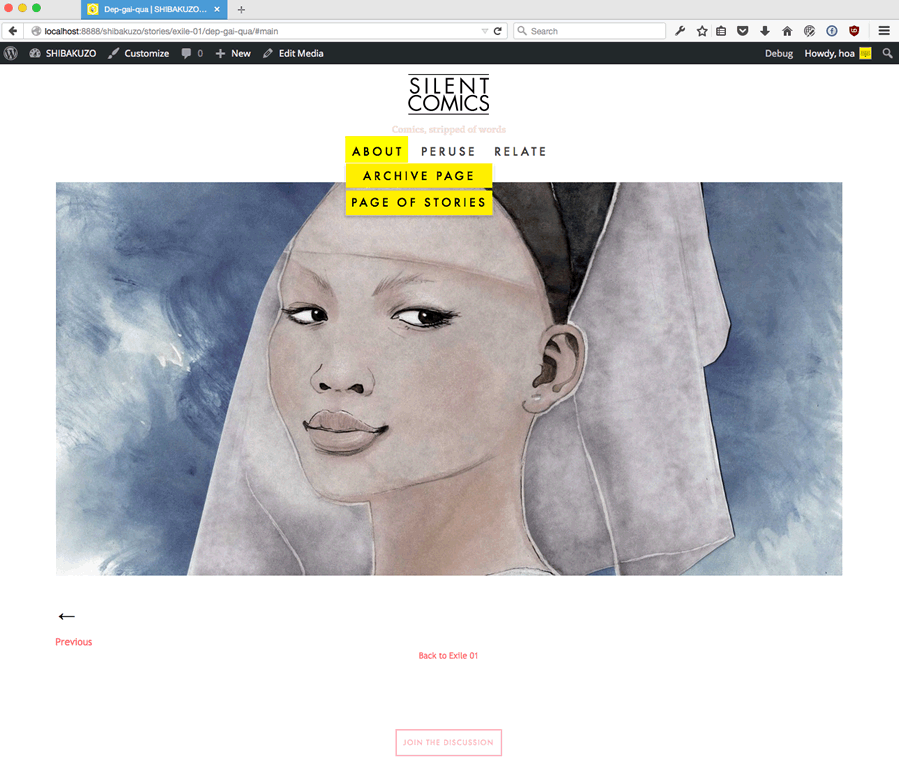 Dep-gai-qua | SHIBAKUZO...
localhost:8888/shibakuzo/stories/exile-01/dep-gai-qua/#main
Search
SHIBAKUZO
Customize
0
New
Edit Media
Debug
Howdy, hoa
SILENT
COMICS
Comics, stripped of words
ABOUT
PERUSE
RELATE
ARCHIVE PAGE
PAGE OF STORIES
←
Previous
Back to Exile 01
JOIN THE DISCUSSION